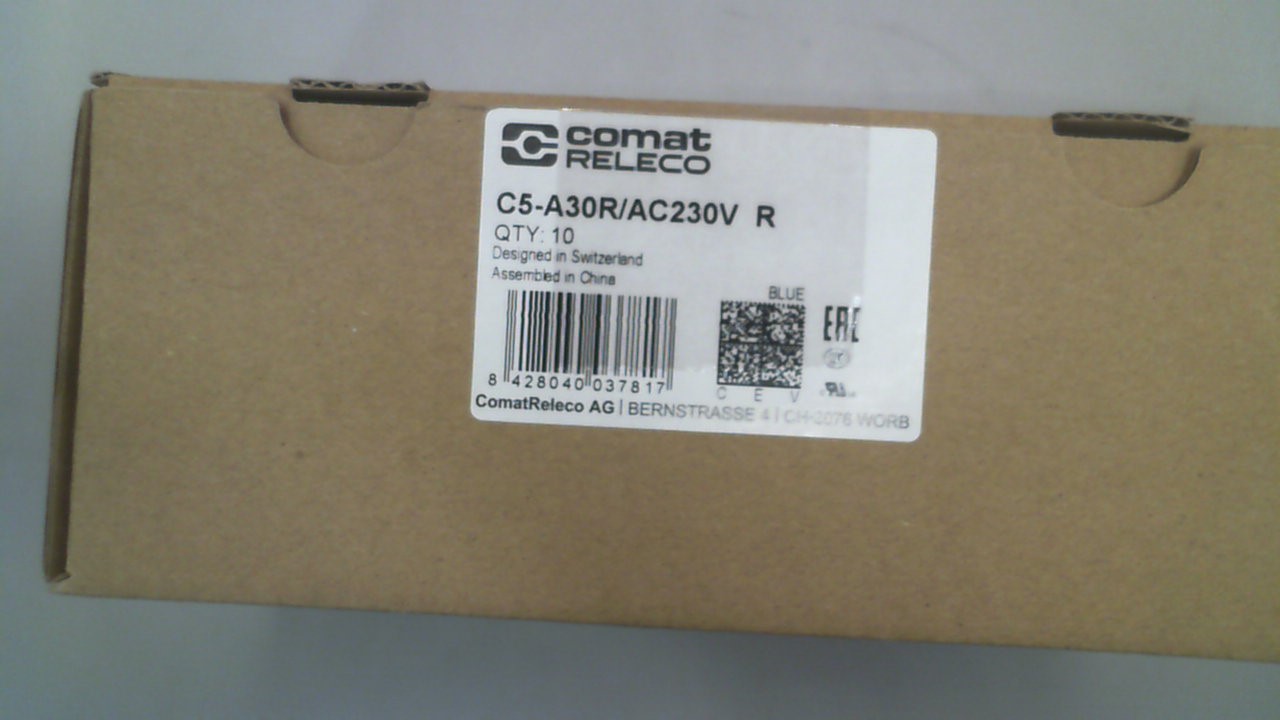 comat
RELECO
C5-A30R/AC230V R
QTY: 10
Designed in Switzerland
Assembled in China
BLUE
EAC
8 428040 037817
C E V
ComatReleco AG | BERNSTRASSE 4 | CH-3076 WORB